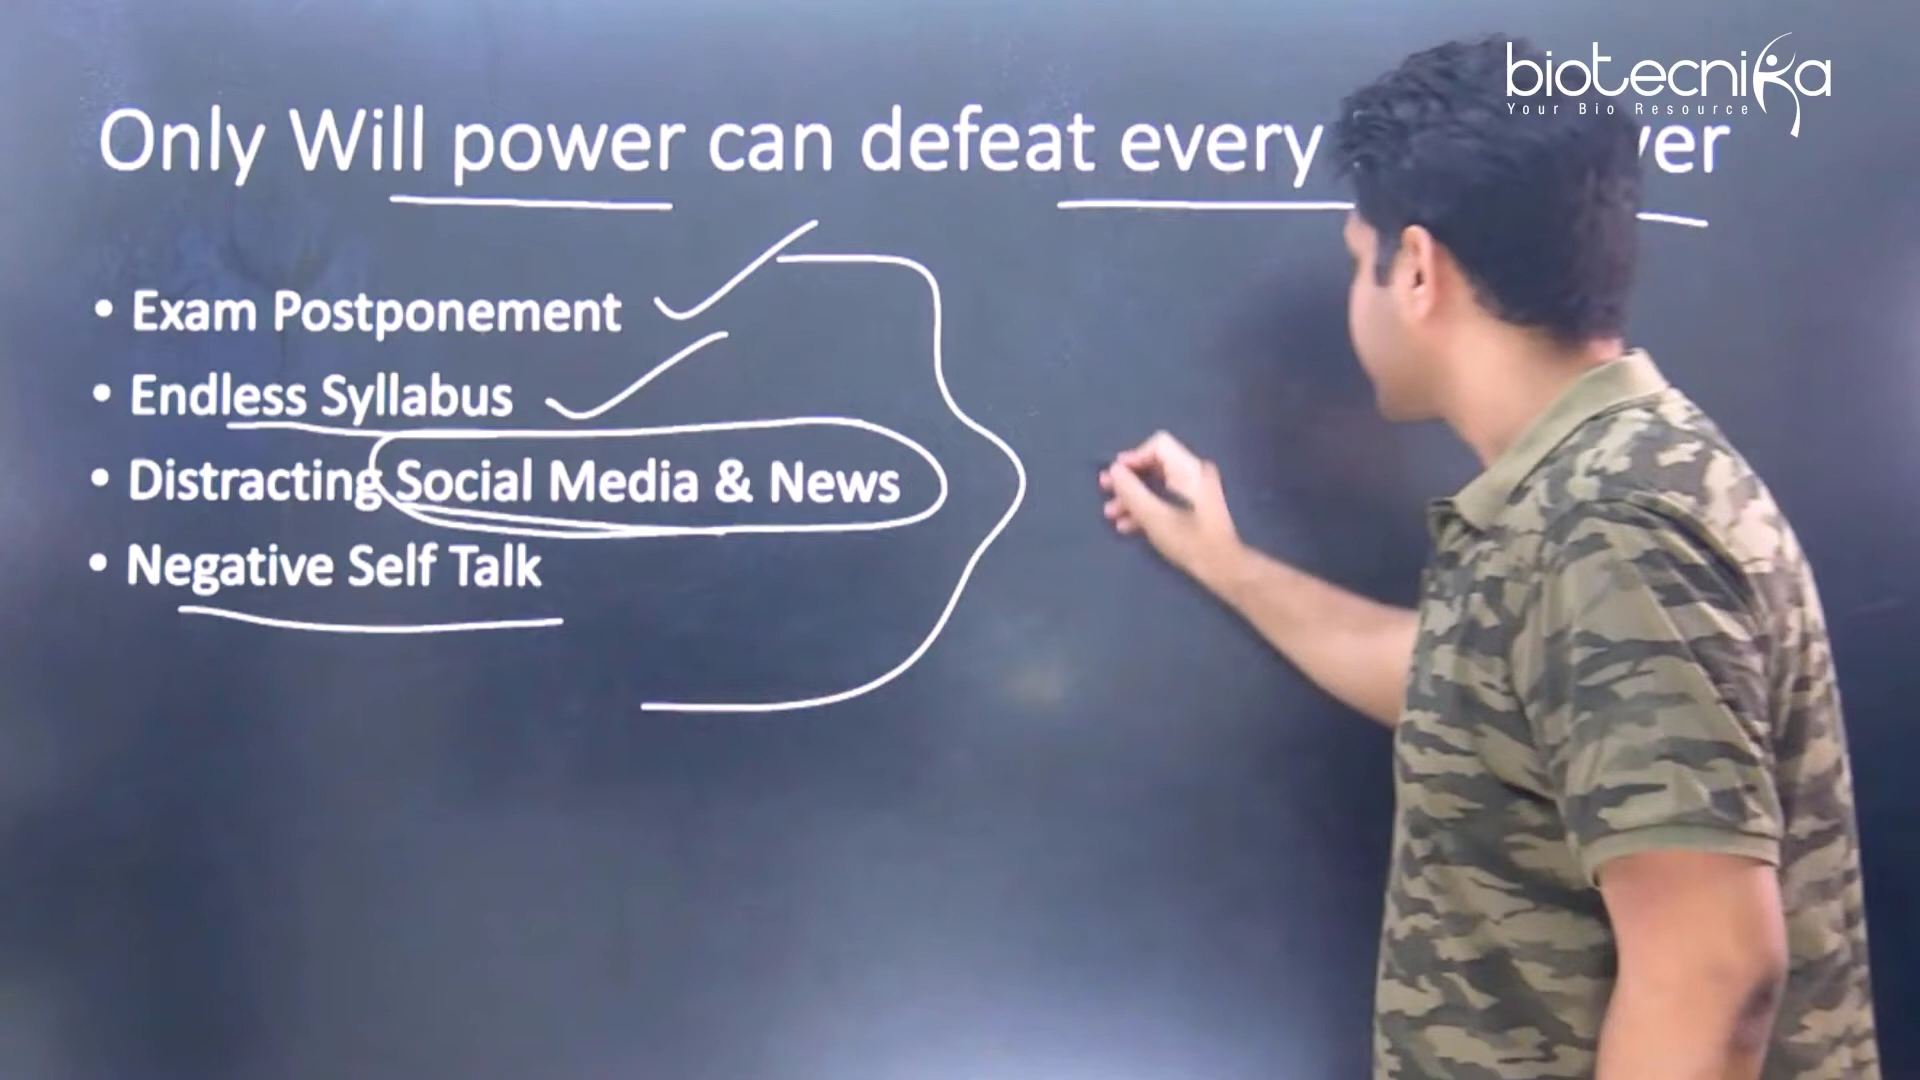 biotecnika
Your Bio Resource
Only Will power can defeat every
• Exam Postponement
• Endless Syllabus
• Distracting Social Media & News
• Negative Self Talk